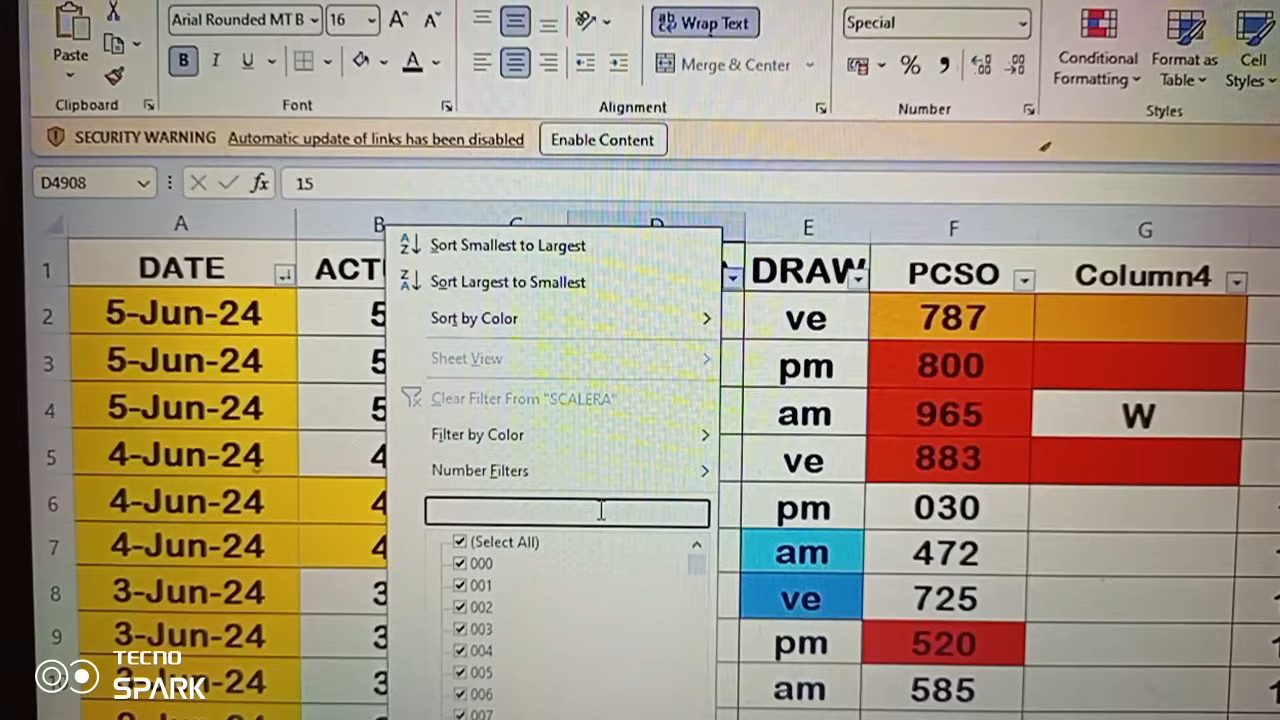 Arial Rounded MT B 16 A A Wrap Text Special
Paste B I U A Merge & Center % Conditional Formatting Format as Table Cell Styles
Clipboard Font Alignment Number Styles
SECURITY WARNING Automatic update of links has been disabled Enable Content
D4908 fx 15
A B C D E F G
1 DATE DRAW PCSO Column4
2 5-Jun-24 5 ve 787
3 5-Jun-24 5 pm 800
4 5-Jun-24 5 am 965 W
5 4-Jun-24 4 ve 883
6 4-Jun-24 4 pm 030
7 4-Jun-24 4 am 472
8 3-Jun-24 3 ve 725
9 3-Jun-24 3 pm 520
3-Jun-24 3 am 585
Sort Smallest to Largest
Sort Largest to Smallest
Sort by Color
Sheet View
Clear Filter From "SCALERA"
Filter by Color
Number Filters
(Select All)
000
001
002
003
004
005
006
007
TECNO
SPARK